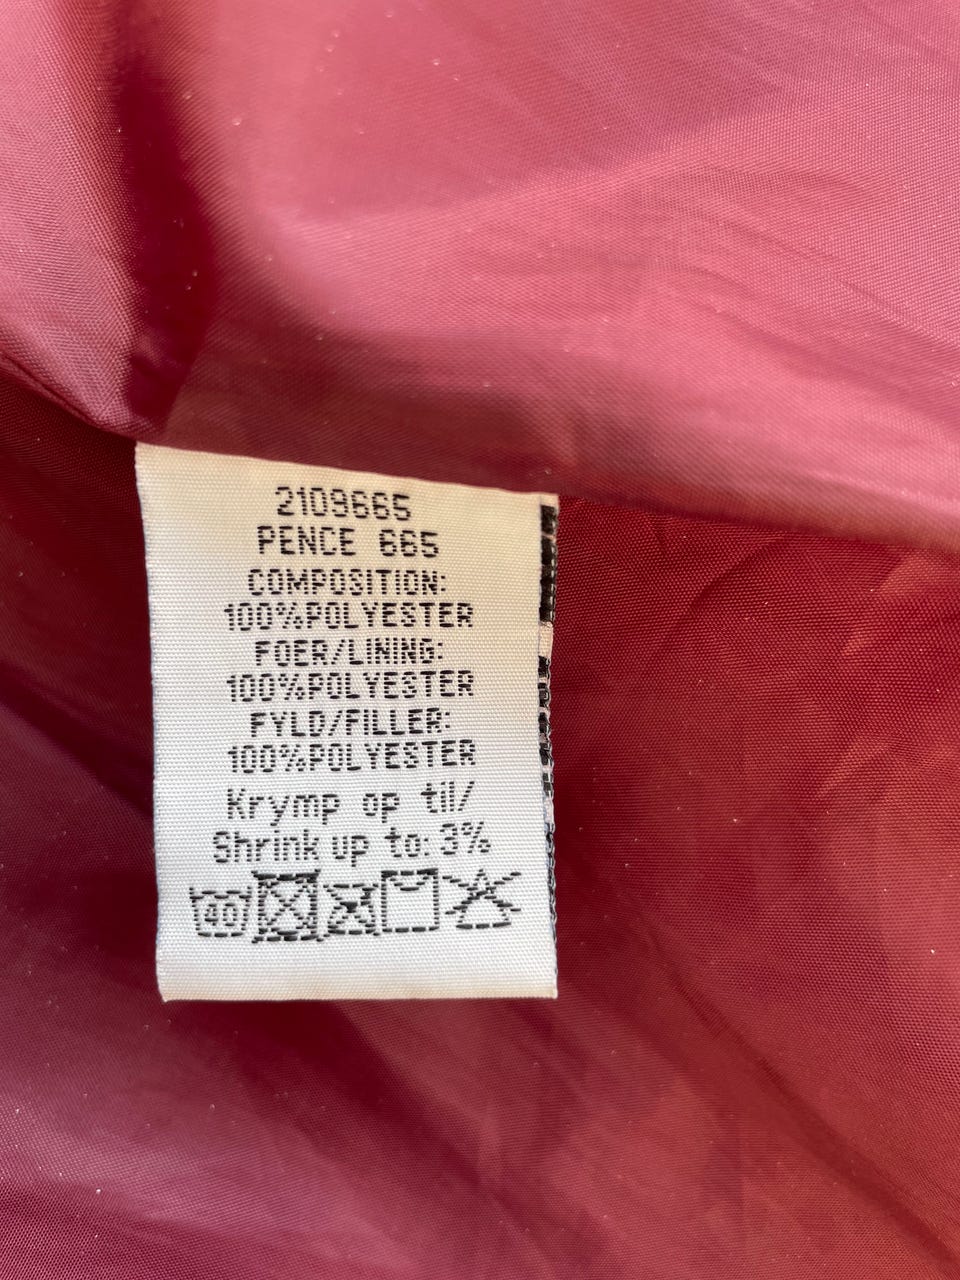 2109665
PENCE 665
COMPOSITION:
100%POLYESTER
FOER/LINING:
100%POLYESTER
FYLD/FILLER:
100%POLYESTER
Krymp op til/
Shrink up to: 3%
40